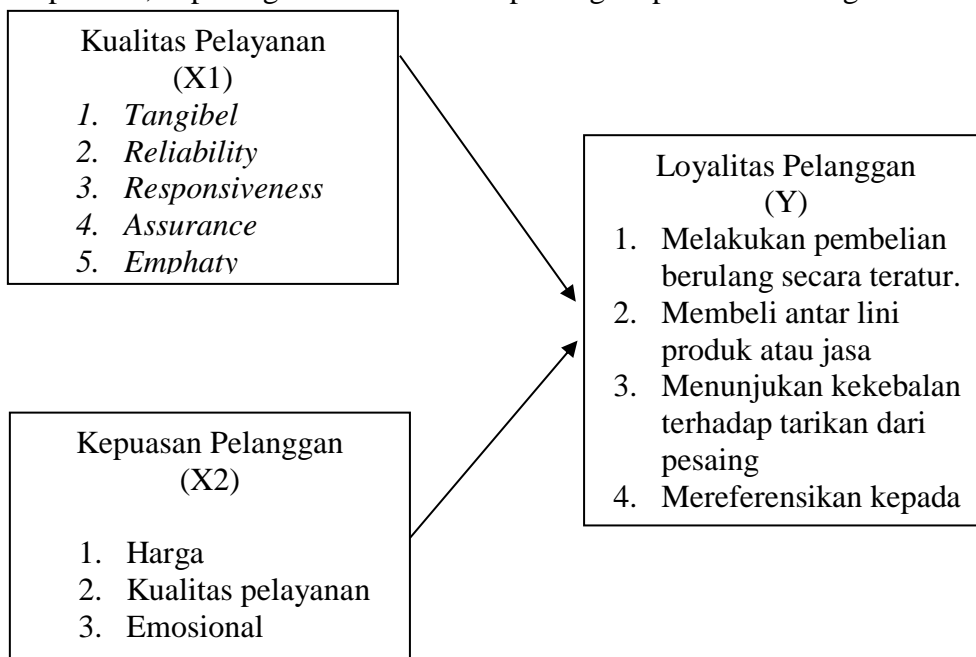 Kualitas Pelayanan
(X1)
1. Tangibel
2. Reliability
3. Responsiveness
4. Assurance
5. Emphaty
Loyalitas Pelanggan
(Y)
1. Melakukan pembelian
berulang secara teratur.
2. Membeli antar lini
produk atau jasa
3. Menunjukan kekebalan
terhadap tarikan dari
pesaing
4. Mereferensikan kepada
Kepuasan Pelanggan
(X2)
1. Harga
2. Kualitas pelayanan
3. Emosional